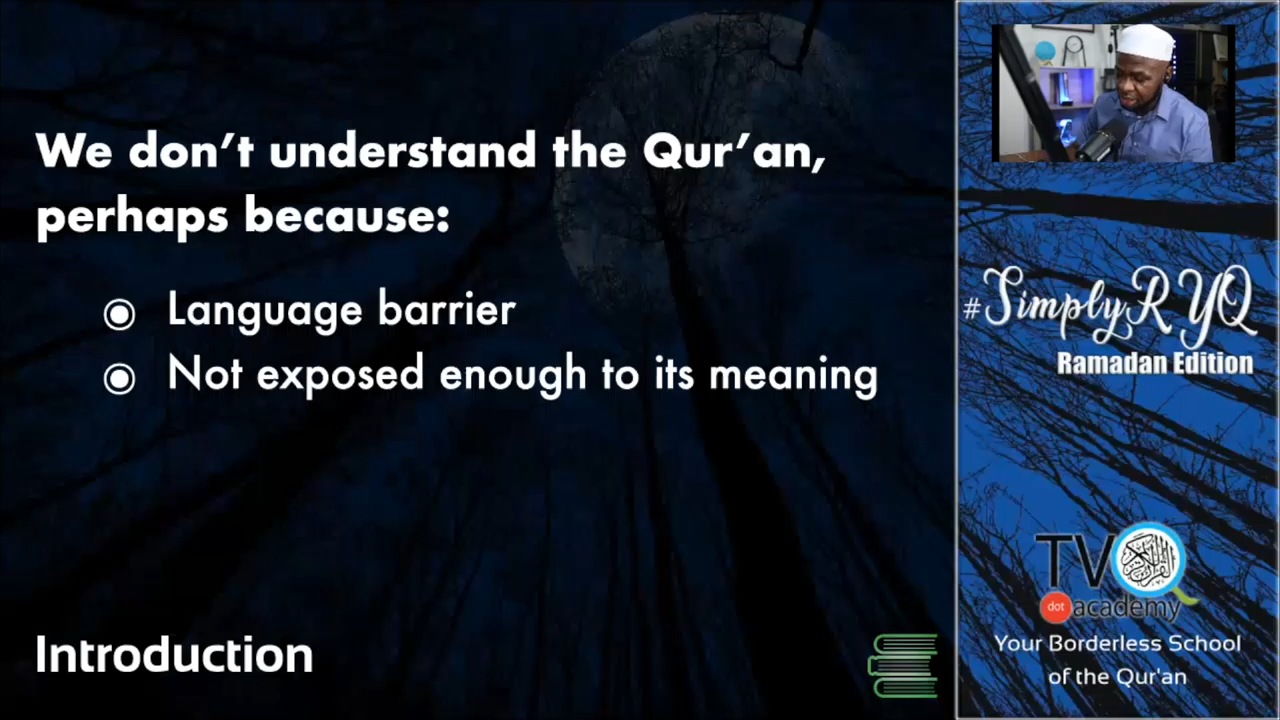 We don’t understand the Qur’an,
perhaps because:
◉ Language barrier
◉ Not exposed enough to its meaning
Introduction
#SimplyRYQ
Ramadan Edition
TVQ
dot academy
Your Borderless School
of the Qur'an